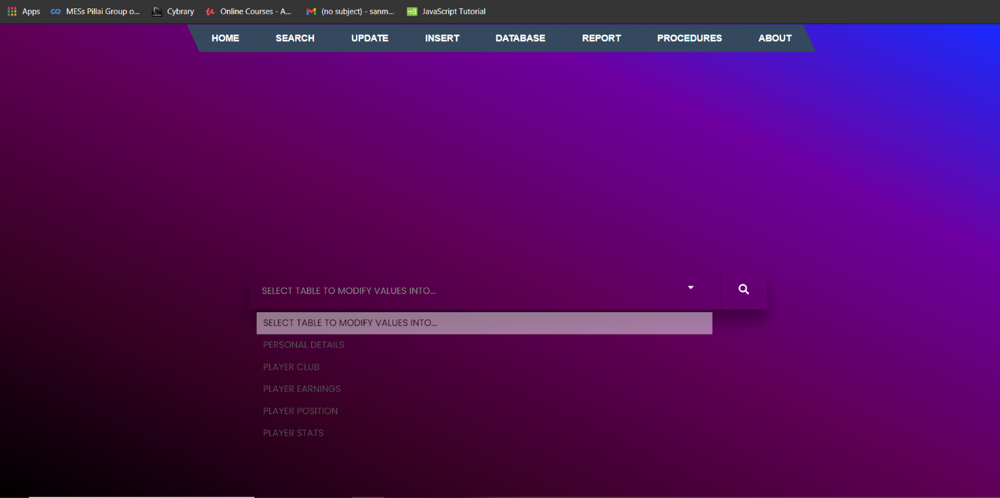 Apps MESs Pillai Group o... Cybrary Online Courses - A... (no subject) - sanm... JavaScript Tutorial
HOME SEARCH UPDATE INSERT DATABASE REPORT PROCEDURES ABOUT
SELECT TABLE TO MODIFY VALUES INTO...
SELECT TABLE TO MODIFY VALUES INTO...
PERSONAL DETAILS
PLAYER CLUB
PLAYER EARNINGS
PLAYER POSITION
PLAYER STATS